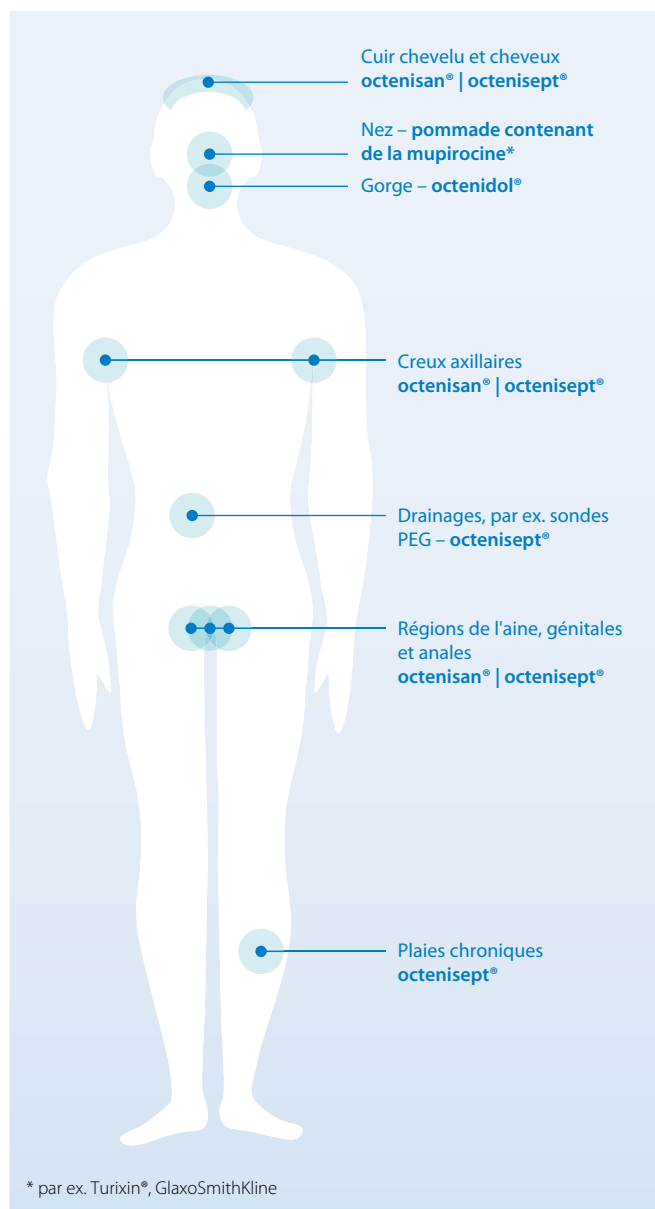 Cuir chevelu et cheveux
octenisan® | octenisept®
Nez – pommade contenant
de la mupirocine*
Gorge – octenidol®
Creux axillaires
octenisan® | octenisept®
Drainages, par ex. sondes
PEG – octenisept®
Régions de l'aine, génitales
et anales
octenisan® | octenisept®
Plaies chroniques
octenisept®
* par ex. Turixin®, GlaxoSmithKline